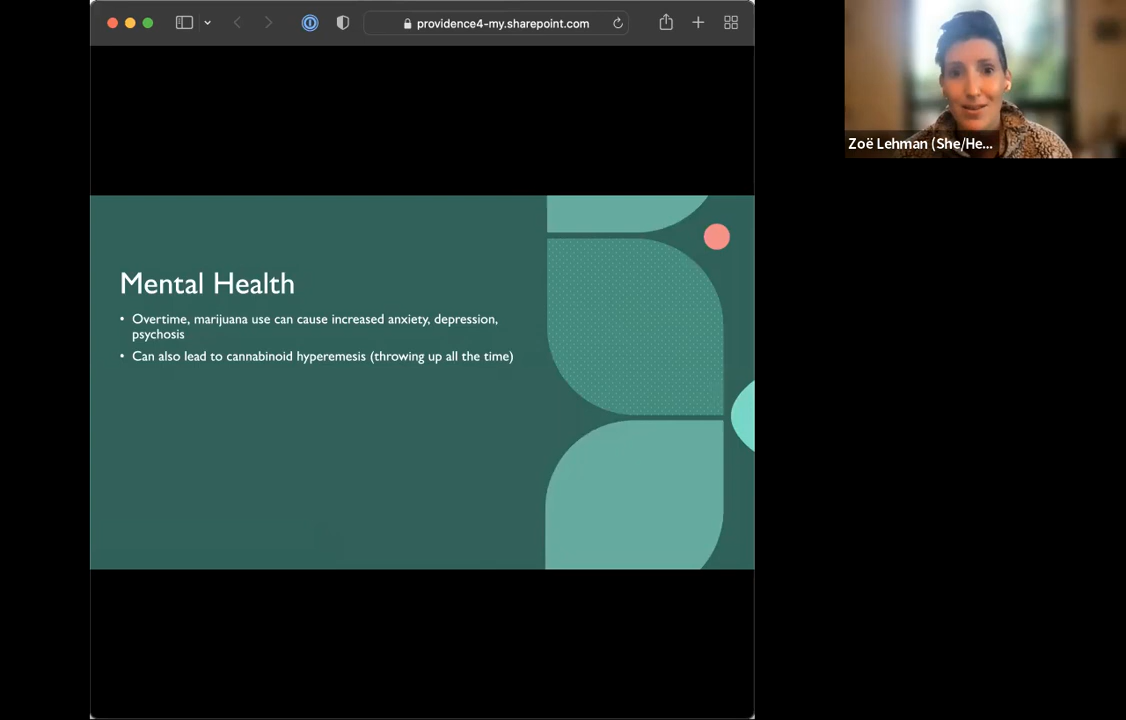 providence4-my.sharepoint.com
Zoë Lehman (She/He...
Mental Health
• Overtime, marijuana use can cause increased anxiety, depression,
psychosis
• Can also lead to cannabinoid hyperemesis (throwing up all the time)